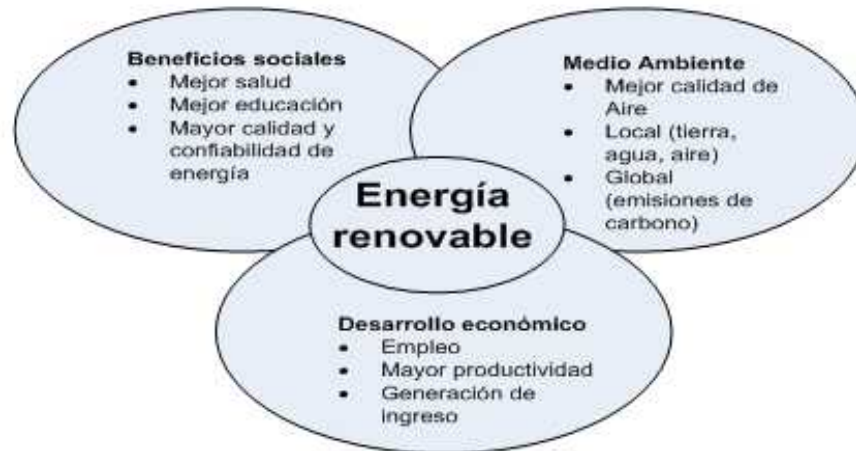 Beneficios sociales
• Mejor salud
• Mejor educación
• Mayor calidad y
confiabilidad de
energía
Medio Ambiente
• Mejor calidad de
Aire
• Local (tierra,
agua, aire)
• Global
(emisiones de
carbono)
Energía
renovable
Desarrollo económico
• Empleo
• Mayor productividad
• Generación de
ingreso